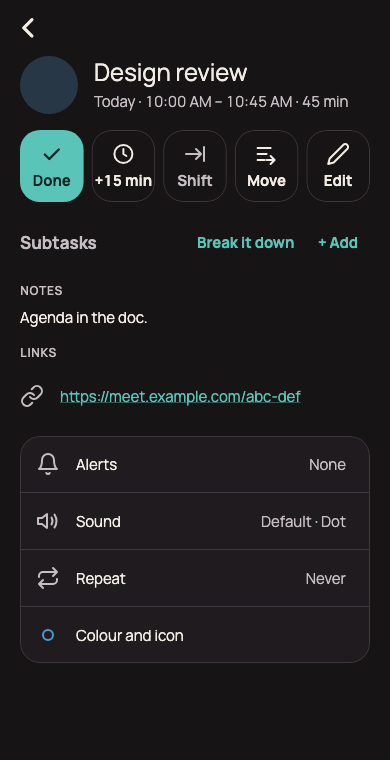 Design review
Today · 10:00 AM – 10:45 AM · 45 min
Done
+15 min
Shift
Move
Edit
Subtasks
Break it down
+ Add
NOTES
Agenda in the doc.
LINKS
https://meet.example.com/abc-def
Alerts
None
Sound
Default · Dot
Repeat
Never
Colour and icon